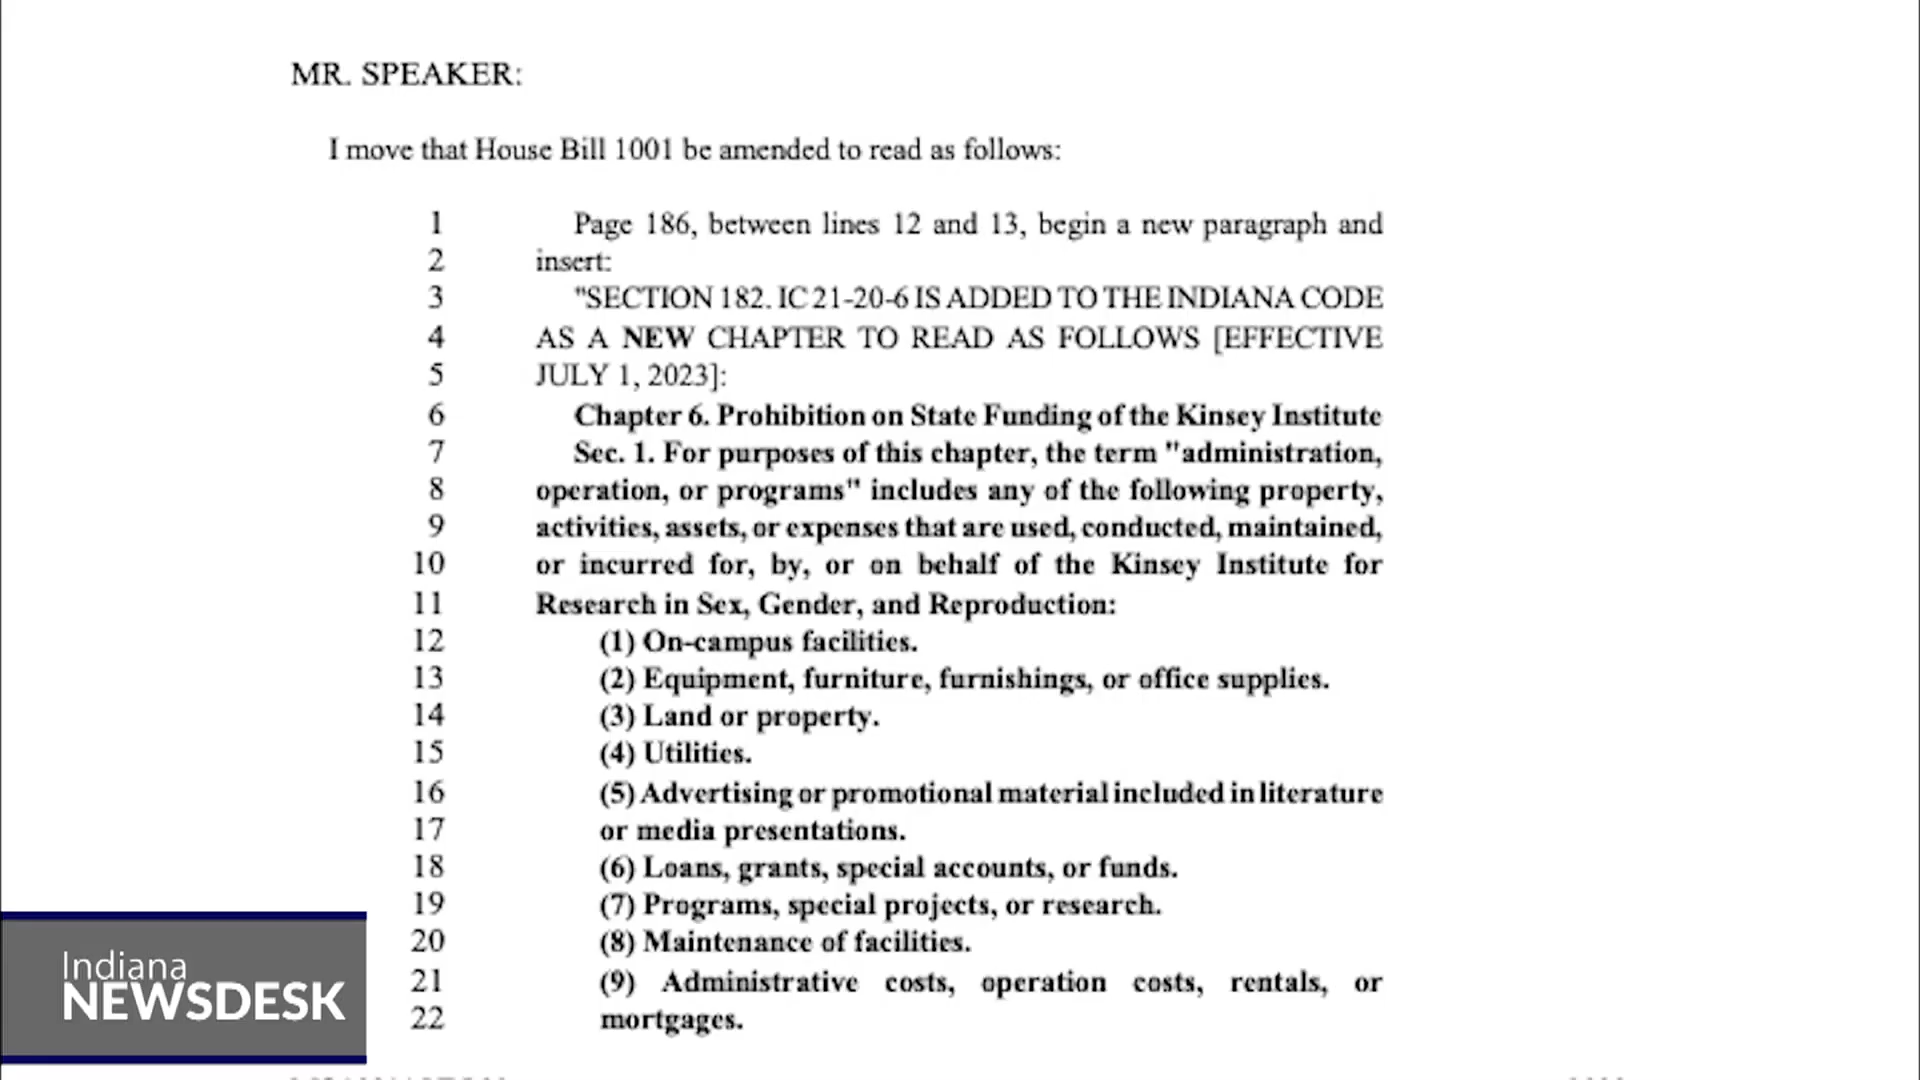 MR. SPEAKER:
I move that House Bill 1001 be amended to read as follows:
1 Page 186, between lines 12 and 13, begin a new paragraph and
2 insert:
3 "SECTION 182. IC 21-20-6 IS ADDED TO THE INDIANA CODE
4 AS A NEW CHAPTER TO READ AS FOLLOWS [EFFECTIVE
5 JULY 1, 2023]:
6 Chapter 6. Prohibition on State Funding of the Kinsey Institute
7 Sec. 1. For purposes of this chapter, the term "administration,
8 operation, or programs" includes any of the following property,
9 activities, assets, or expenses that are used, conducted, maintained,
10 or incurred for, by, or on behalf of the Kinsey Institute for
11 Research in Sex, Gender, and Reproduction:
12 (1) On-campus facilities.
13 (2) Equipment, furniture, furnishings, or office supplies.
14 (3) Land or property.
15 (4) Utilities.
16 (5) Advertising or promotional material included in literature
17 or media presentations.
18 (6) Loans, grants, special accounts, or funds.
19 (7) Programs, special projects, or research.
20 (8) Maintenance of facilities.
21 (9) Administrative costs, operation costs, rentals, or
22 mortgages.
Indiana
NEWSDESK